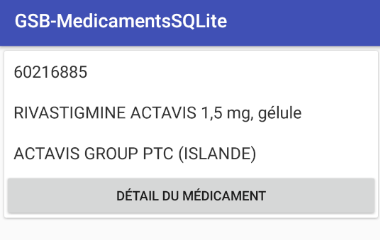 GSB-MedicamentsSQLite
60216885
RIVASTIGMINE ACTAVIS 1,5 mg, gélule
ACTAVIS GROUP PTC (ISLANDE)
DÉTAIL DU MÉDICAMENT